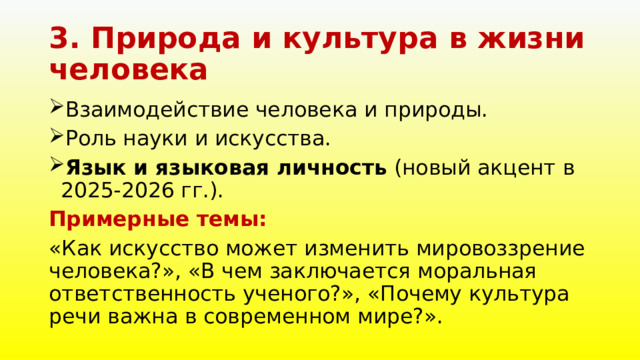 3. Природа и культура в жизни
человека
➢Взаимодействие человека и природы.
➢Роль науки и искусства.
➢Язык и языковая личность (новый акцент в
2025-2026 гг.).
Примерные темы:
«Как искусство может изменить мировоззрение
человека?», «В чем заключается моральная
ответственность ученого?», «Почему культура
речи важна в современном мире?».